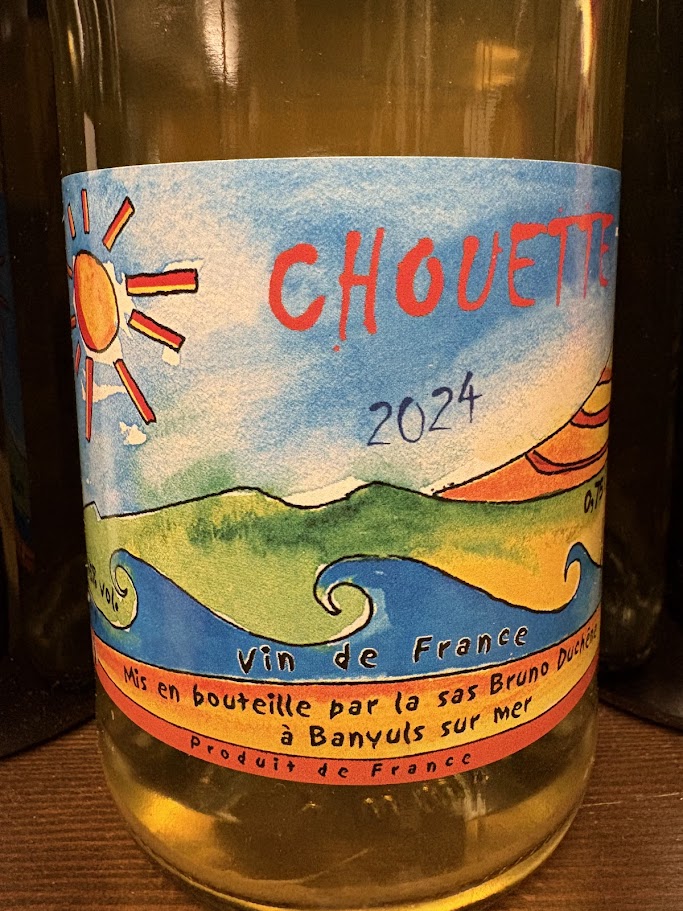 CHOUETTE
2024
vol.
Vin de France
Mis en bouteille par la sas Bruno Duchêne
à Banyuls sur mer
Produit de France